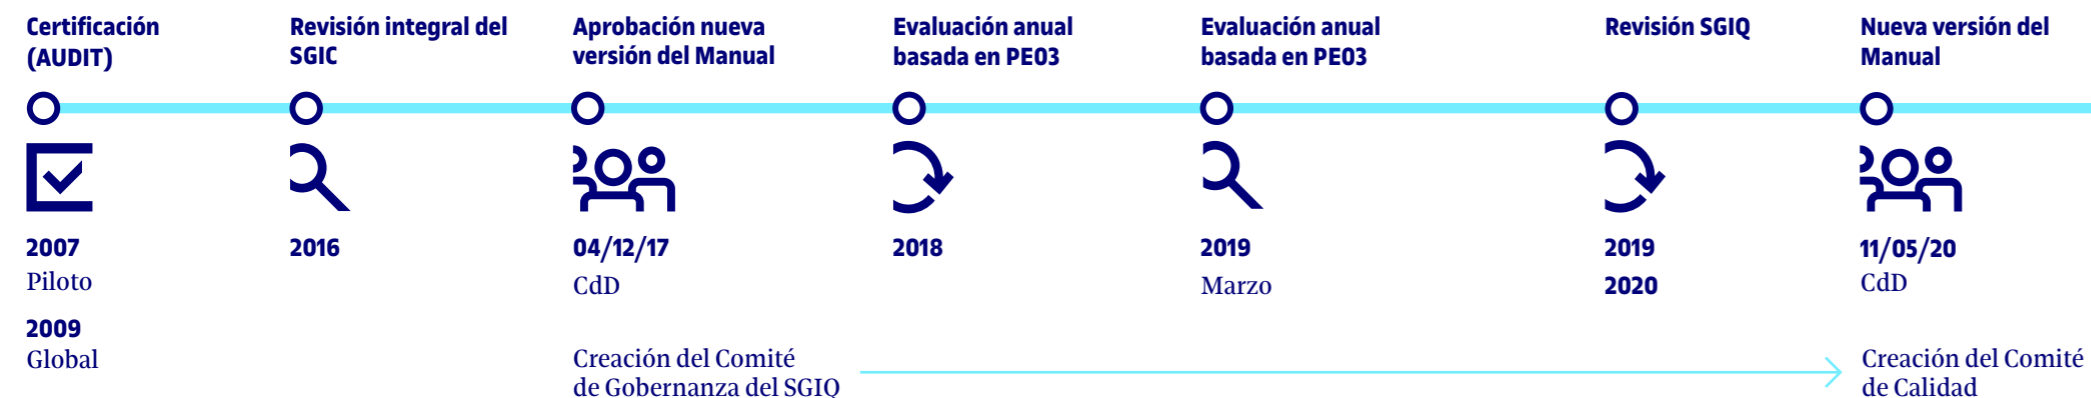 Certificación
(AUDIT)
2007
Piloto
2009
Global
Revisión integral del
SGIC
2016
Aprobación nueva
versión del Manual
04/12/17
CdD
Creación del Comité
de Gobernanza del SGIQ
Evaluación anual
basada en PE03
2018
Evaluación anual
basada en PE03
2019
Marzo
Revisión SGIQ
2019
2020
Nueva versión del
Manual
11/05/20
CdD
Creación del Comité
de Calidad